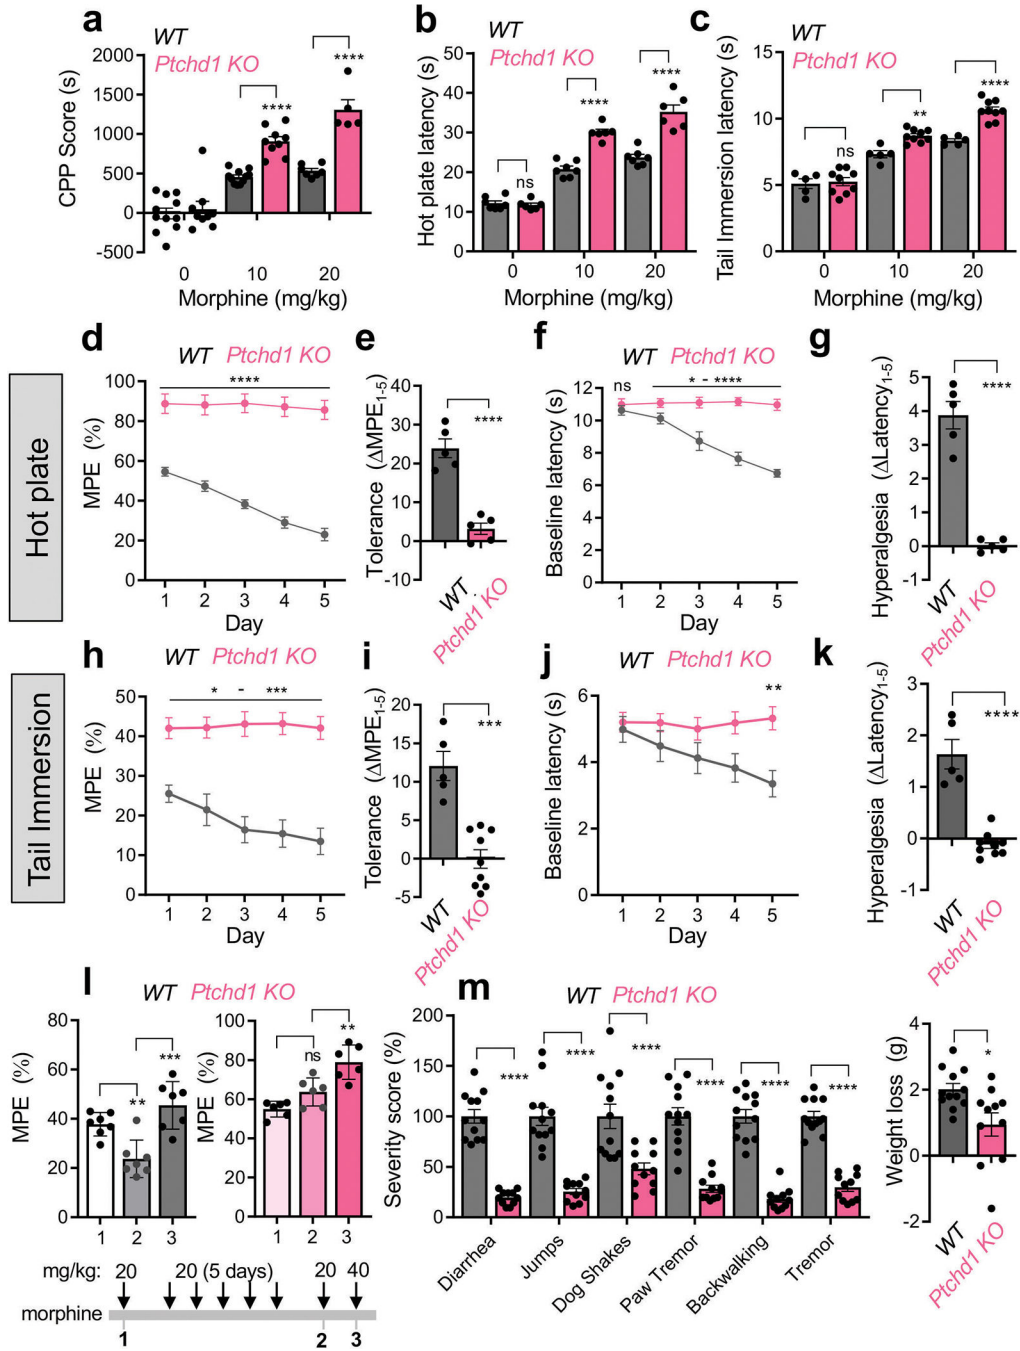 a
WT
Ptchd1 KO
CPP Score (s)
2000
1500
1000
500
0
-500
****
****
0
10
20
Morphine (mg/kg)
b
WT
Ptchd1 KO
Hot plate latency (s)
50
40
30
20
10
0
ns
****
****
0
10
20
Morphine (mg/kg)
c
WT
Ptchd1 KO
Tail Immersion latency (s)
15
10
5
0
ns
**
****
0
10
20
Morphine (mg/kg)
Hot plate
d
WT Ptchd1 KO
MPE (%)
100
80
60
40
20
0
****
1 2 3 4 5
Day
e
Tolerance (ΔMPE1-5)
40
20
0
-10
****
WT
Ptchd1 KO
f
WT Ptchd1 KO
Baseline latency (s)
12
10
8
6
4
2
0
ns
* - ****
1 2 3 4 5
Day
g
Hyperalgesia (ΔLatency1-5)
5
4
3
2
1
0
-1
****
WT
Ptchd1 KO
Tail Immersion
h
WT Ptchd1 KO
MPE (%)
50
40
30
20
10
0
* - ***
1 2 3 4 5
Day
i
Tolerance (ΔMPE1-5)
20
15
10
5
0
-5
***
WT
Ptchd1 KO
j
WT Ptchd1 KO
Baseline latency (s)
6
4
2
0
**
1 2 3 4 5
Day
k
Hyperalgesia (ΔLatency1-5)
3
2
1
0
-1
****
WT
Ptchd1 KO
l
WT Ptchd1 KO
MPE (%)
80
60
40
20
0
**
***
1 2 3
MPE (%)
100
80
60
40
20
0
ns
**
1 2 3
mg/kg: 20 20 (5 days) 20 40
morphine
1 2 3
m
WT Ptchd1 KO
Severity score (%)
200
150
100
50
0
****
****
****
****
****
****
Diarrhea
Jumps
Dog Shakes
Paw Tremor
Backwalking
Tremor
Weight loss (g)
4
2
0
-2
*
WT
Ptchd1 KO